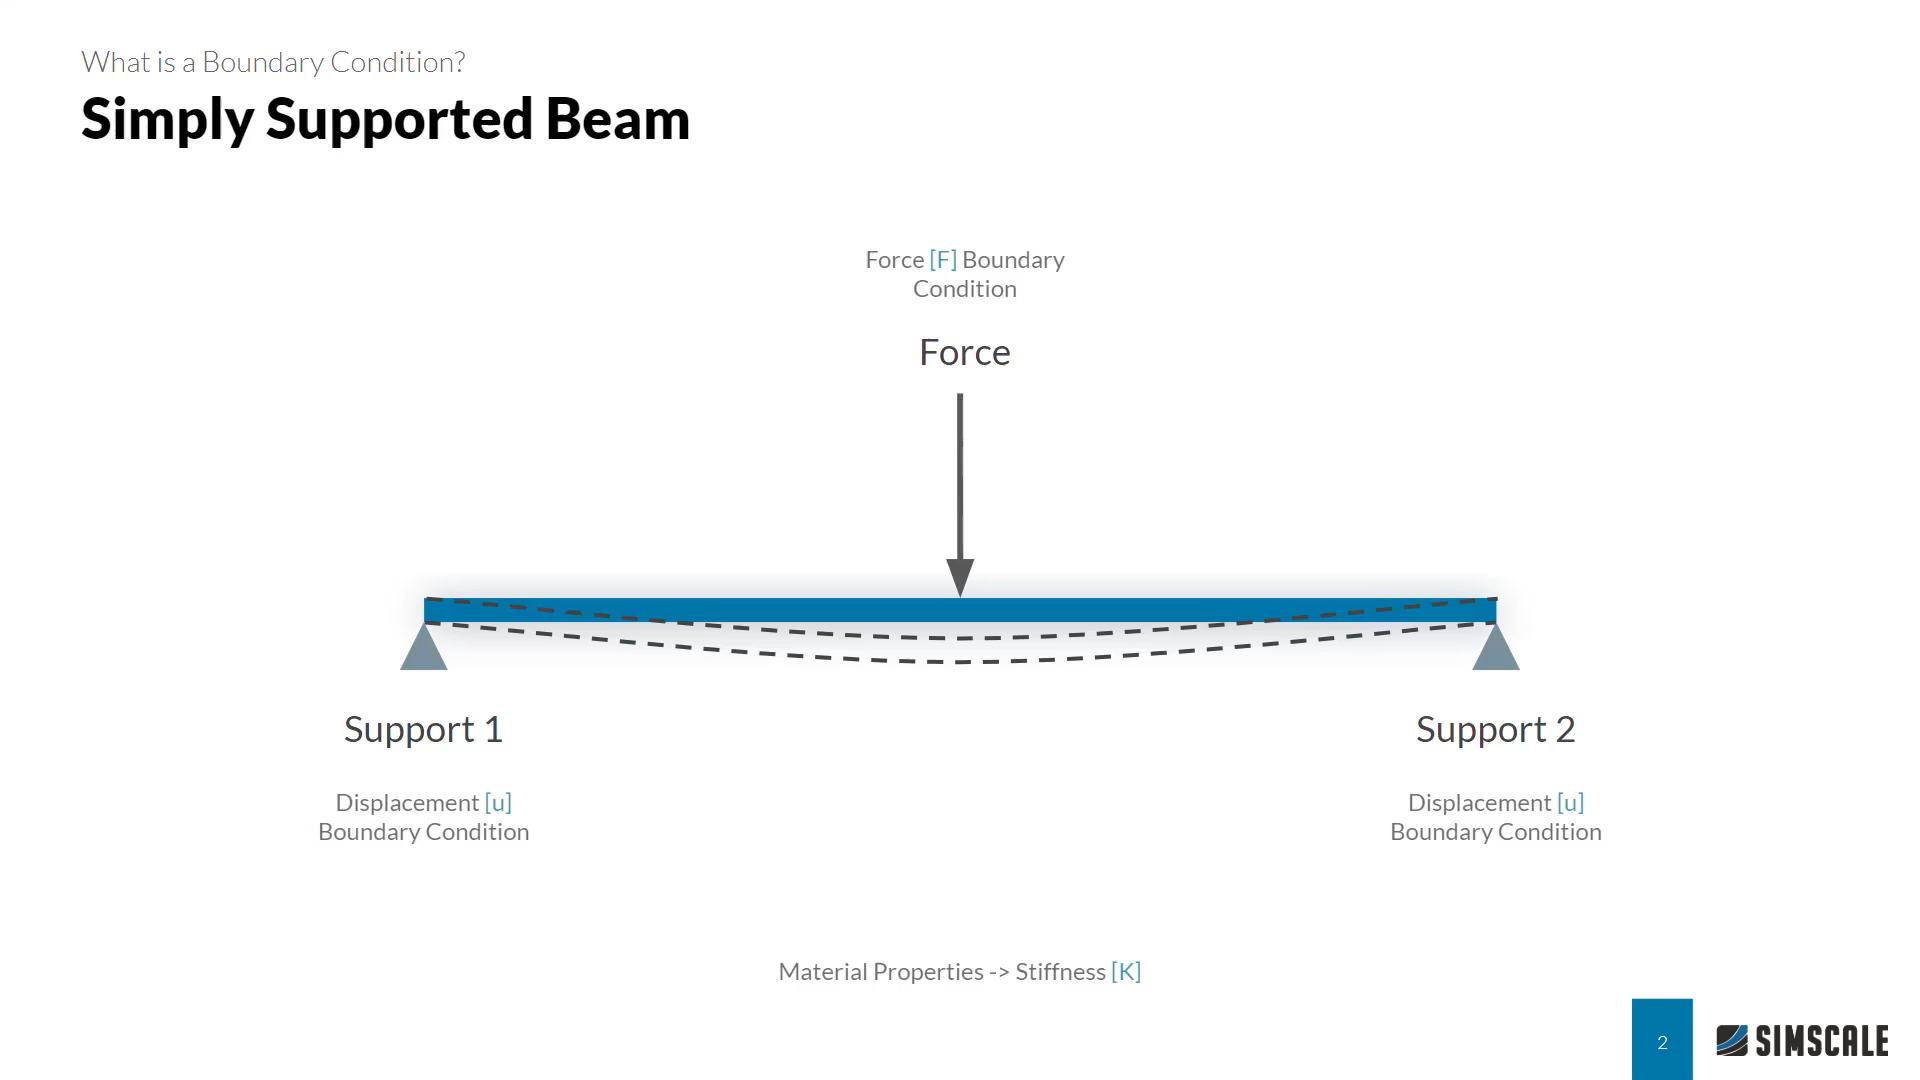 What is a Boundary Condition?
Simply Supported Beam
Force [F] Boundary
Condition
Force
Support 1
Support 2
Displacement [u]
Boundary Condition
Displacement [u]
Boundary Condition
Material Properties -> Stiffness [K]
2
SIMSCALE